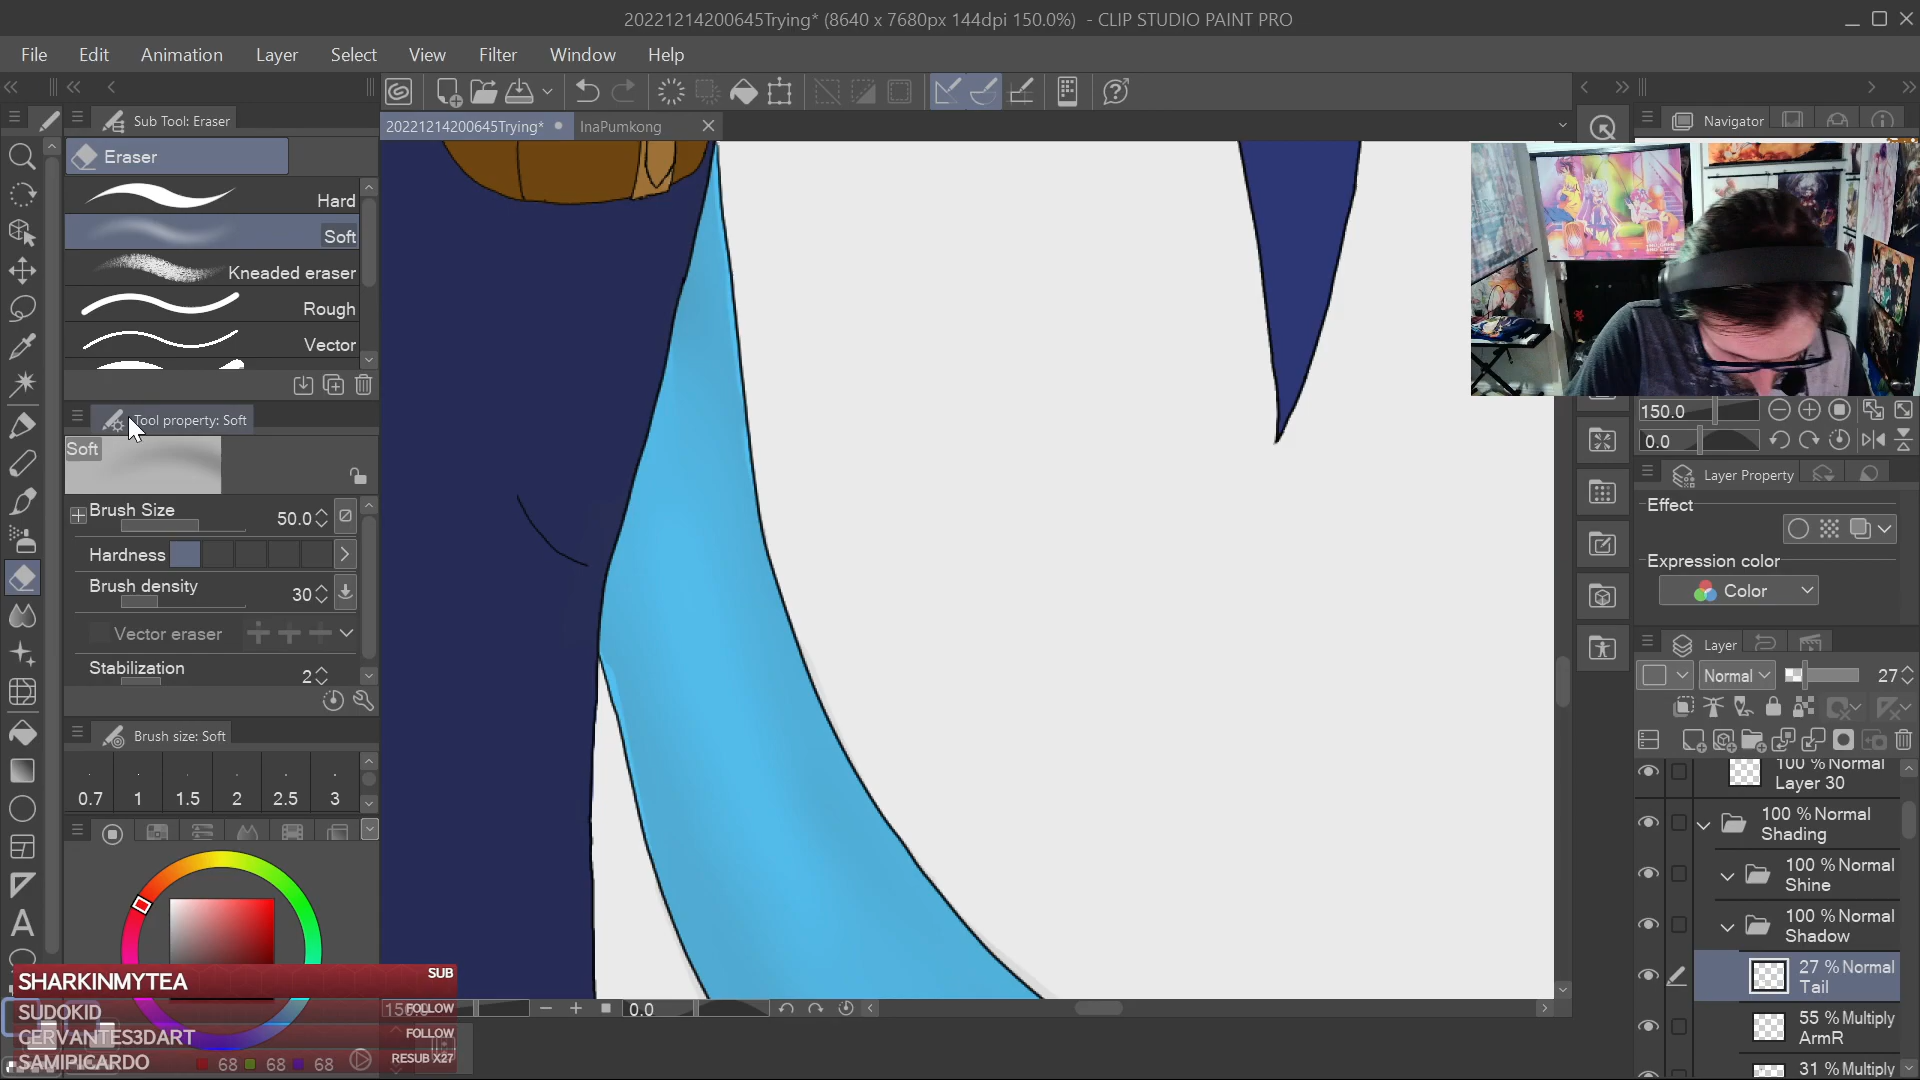 20221214200645Trying* (8640 x 7680px 144dpi 150.0%) - CLIP STUDIO PAINT PRO
File Edit Animation Layer Select View Filter Window Help
Sub Tool: Eraser
Eraser
Hard
Soft
Kneaded eraser
Rough
Vector
Tool property: Soft
Soft
Brush Size 50.0
Hardness
Brush density 30
Vector eraser
Stabilization 2
Brush size: Soft
0.7 1 1.5 2 2.5 3
SHARKINMYTEA SUB
SUDOKID FOLLOW
CERVANTES3DART FOLLOW
SAMIPICARDO RESUB X27
68 68 68
20221214200645Trying* InaPumkong
0.0
Navigator
150.0
0.0
Layer Property
Effect
Expression color
Color
Layer
Normal 27
100 % Normal
Layer 30
100 % Normal
Shading
100 % Normal
Shine
100 % Normal
Shadow
27 % Normal
Tail
55 % Multiply
ArmR
31 % Multiply